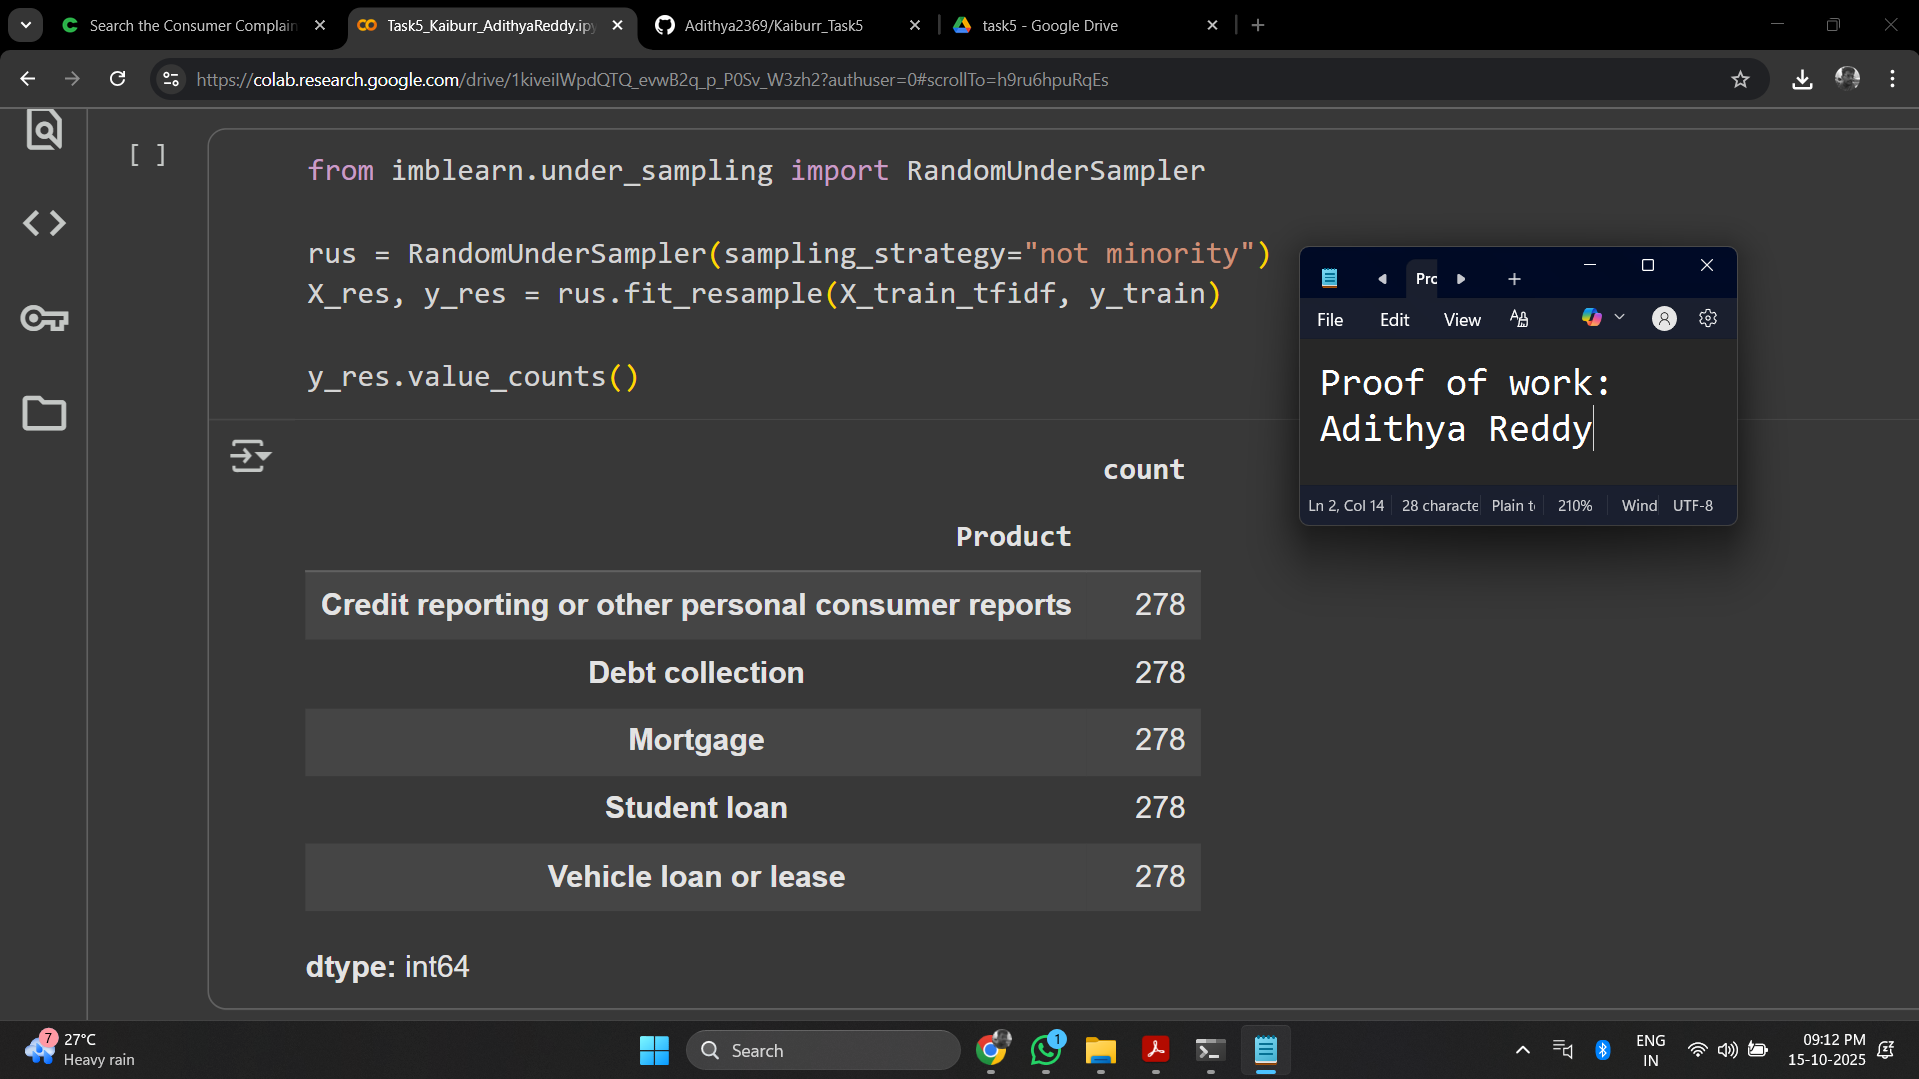 Search the Consumer Complain
Task5_Kaiburr_AdithyaReddy.ipy
Adithya2369/Kaiburr_Task5
task5 - Google Drive
https://colab.research.google.com/drive/1kiveiIWpdQTQ_evwB2q_p_P0Sv_W3zh2?authuser=0#scrollTo=h9ru6hpuRqEs
[ ]
from imblearn.under_sampling import RandomUnderSampler
rus = RandomUnderSampler(sampling_strategy="not minority")
X_res, y_res = rus.fit_resample(X_train_tfidf, y_train)
y_res.value_counts()
count
Product
Credit reporting or other personal consumer reports 278
Debt collection 278
Mortgage 278
Student loan 278
Vehicle loan or lease 278
dtype: int64
Pro
File Edit View
Proof of work:
Adithya Reddy
Ln 2, Col 14 28 characte Plain t 210% Wind UTF-8
7
27°C
Heavy rain
Search
1
ENG
IN
09:12 PM
15-10-2025